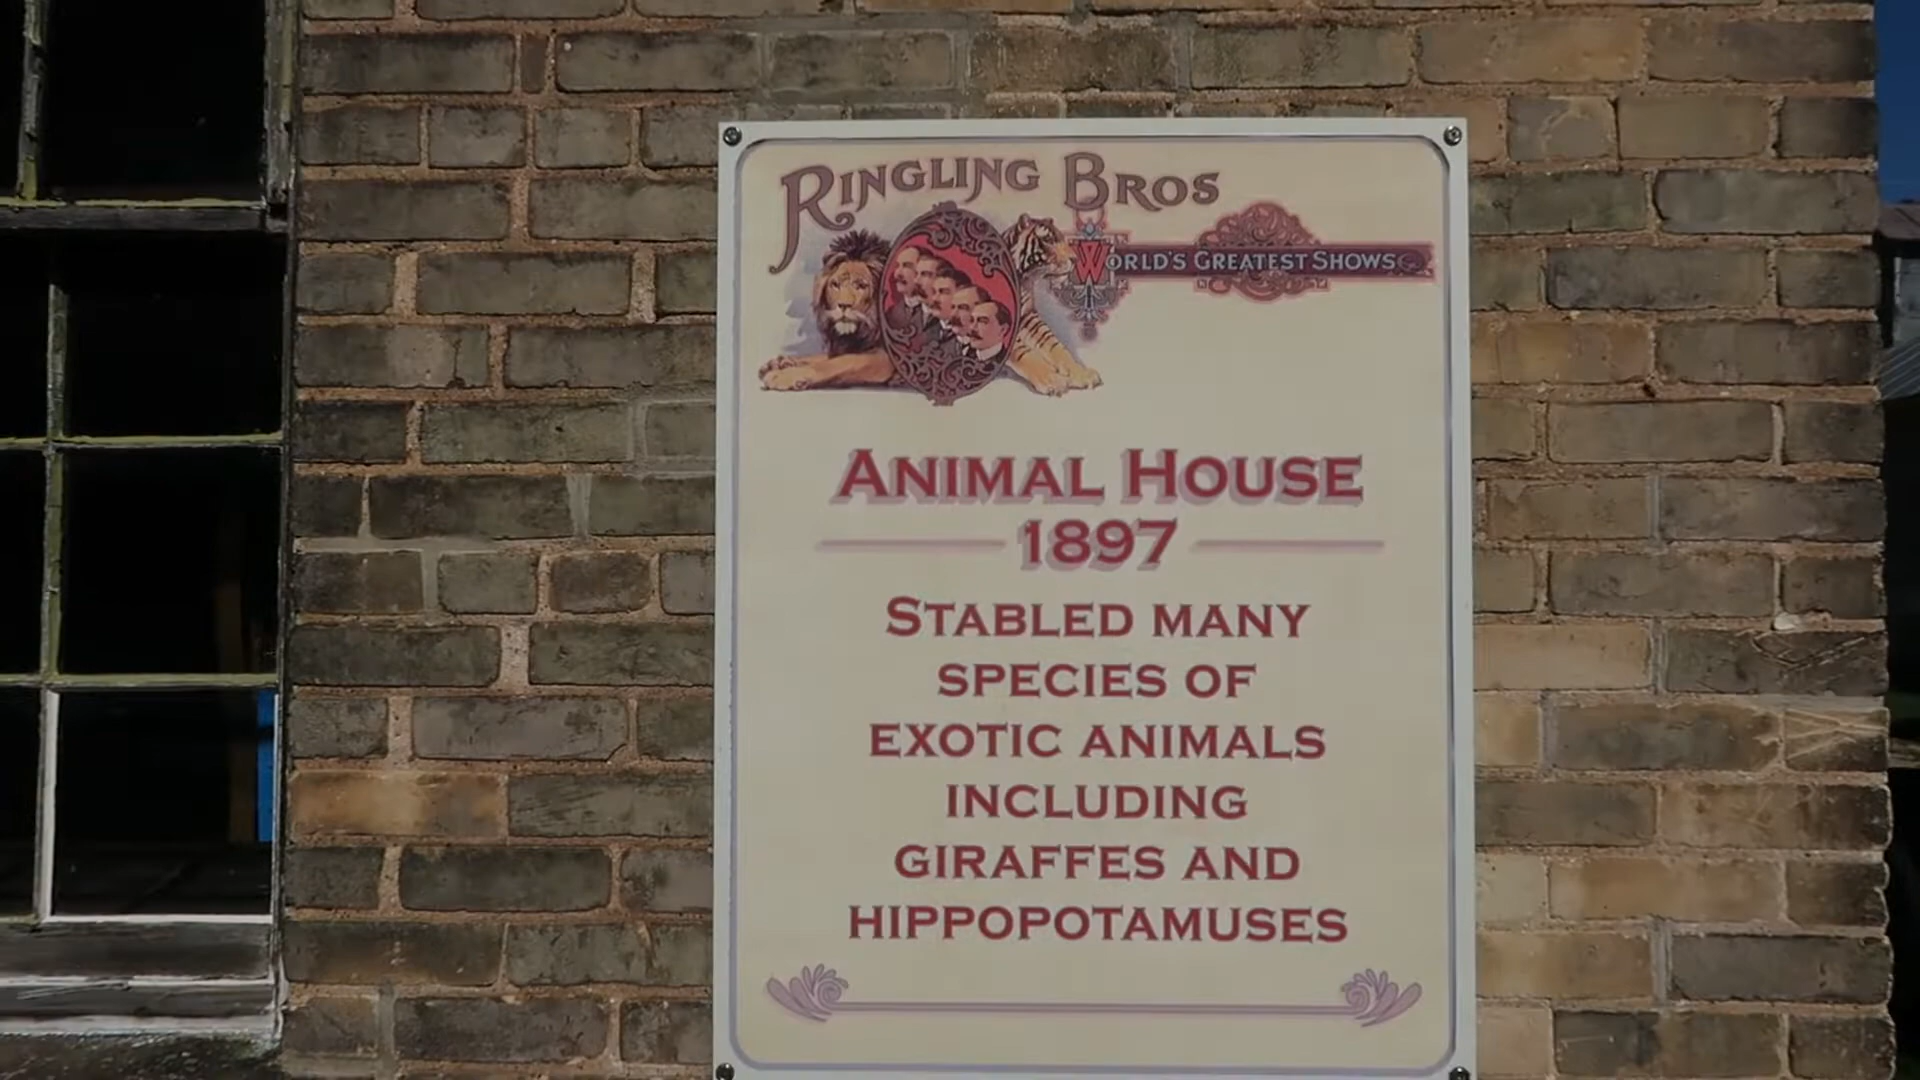 Ringling Bros
World's Greatest Shows
Animal House
1897
Stabled many
species of
exotic animals
including
giraffes and
hippopotamuses